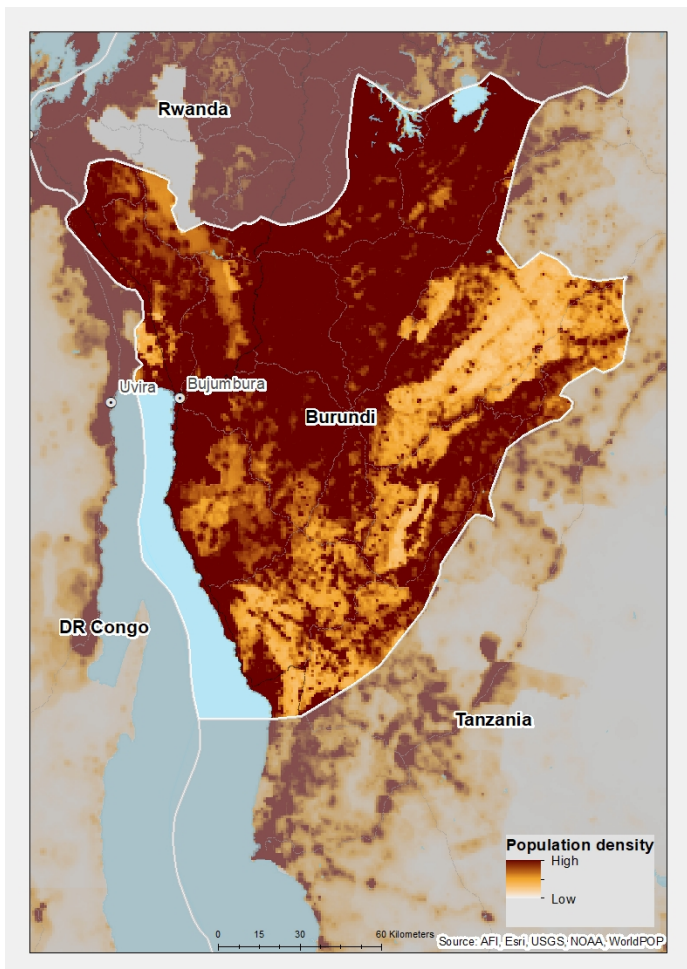 Rwanda
Uvira
Bujumbura
Burundi
DR Congo
Tanzania
Population density
High
Low
0 15 30 60 Kilometers
Source: AFI, Esri, USGS, NOAA, WorldPOP